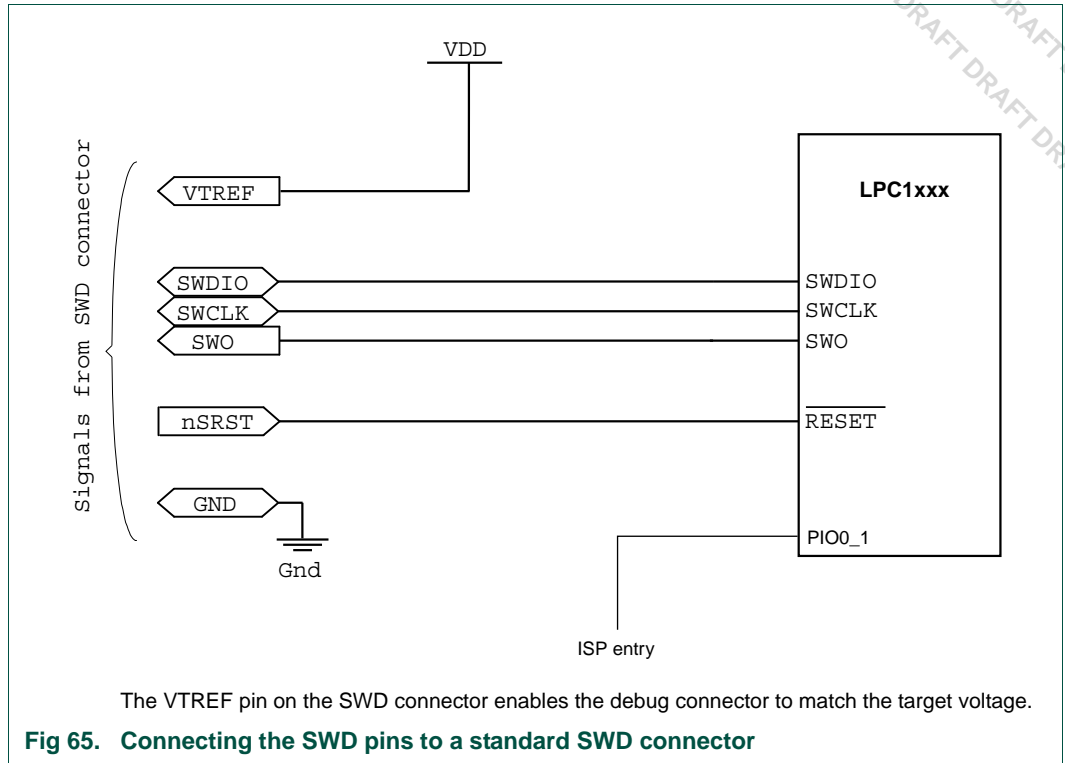 DRAFT DRAFT DRAFT
DRAFT DRAFT
VDD
Signals from SWD connector
VTREF
LPC1xxx
SWDIO
SWDIO
SWCLK
SWCLK
SWO
SWO
nSRST
RESET
GND
Gnd
PIO0_1
ISP entry
The VTREF pin on the SWD connector enables the debug connector to match the target voltage.
Fig 65. Connecting the SWD pins to a standard SWD connector